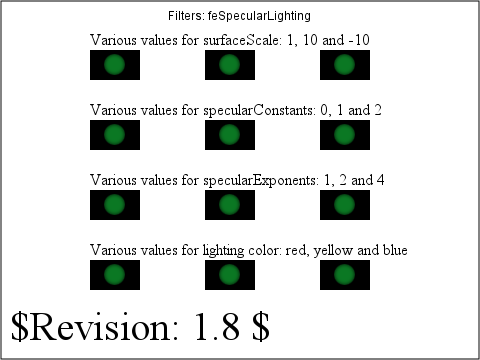 Filters: feSpecularLighting
Various values for surfaceScale: 1, 10 and -10
Various values for specularConstants: 0, 1 and 2
Various values for specularExponents: 1, 2 and 4
Various values for lighting color: red, yellow and blue
$Revision: 1.8 $